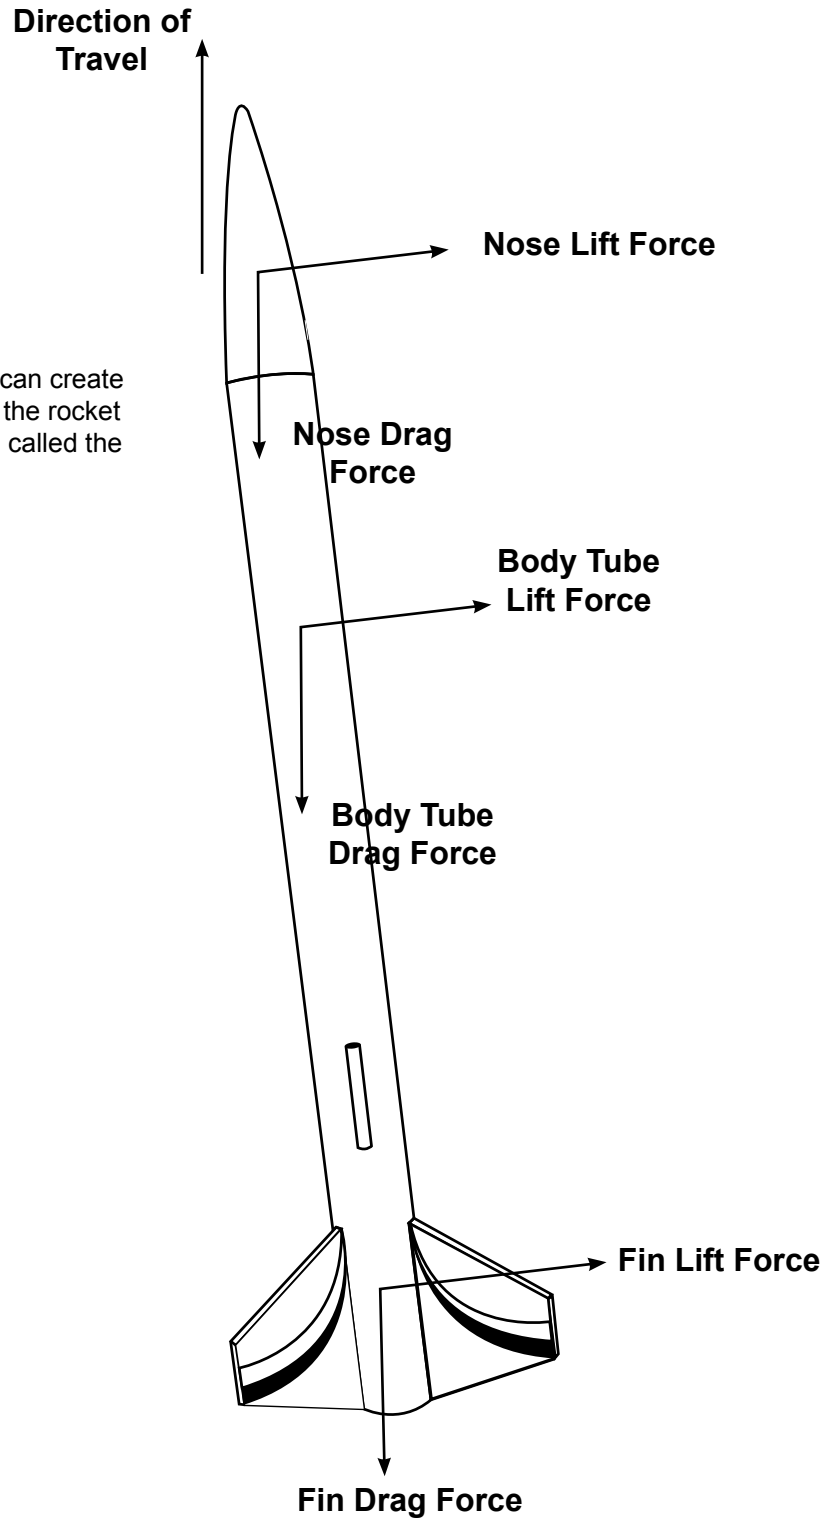 Direction of
Travel
Nose Lift Force
can create
the rocket
called the
Nose Drag
Force
Body Tube
Lift Force
Body Tube
Drag Force
Fin Lift Force
Fin Drag Force